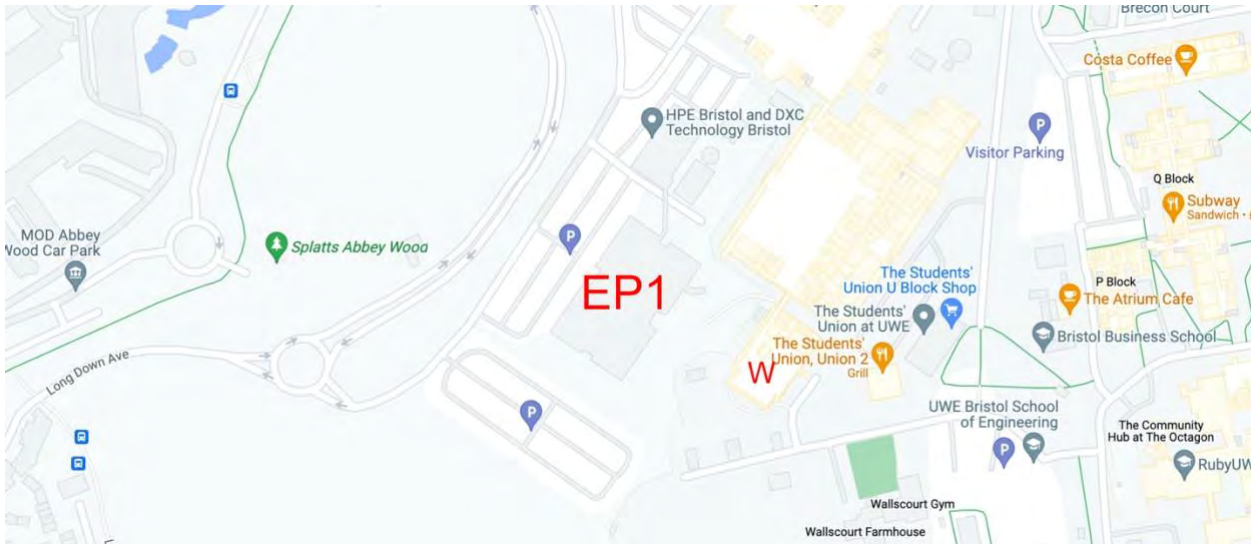 Brecon Court
Costa Coffee
HPE Bristol and DXC
Technology Bristol
P
Visitor Parking
Q Block
Subway
Sandwich •
MOD Abbey
Wood Car Park
Splatts Abbey Wood
P
EP1
The Students'
Union U Block Shop
P Block
The Atrium Cafe
The Students'
Union at UWE
Bristol Business School
The Students'
Union, Union 2
Grill
W
Long Down Ave
P
UWE Bristol School
of Engineering
P
The Community
Hub at The Octagon
RubyUW
Wallscourt Gym
Wallscourt Farmhouse